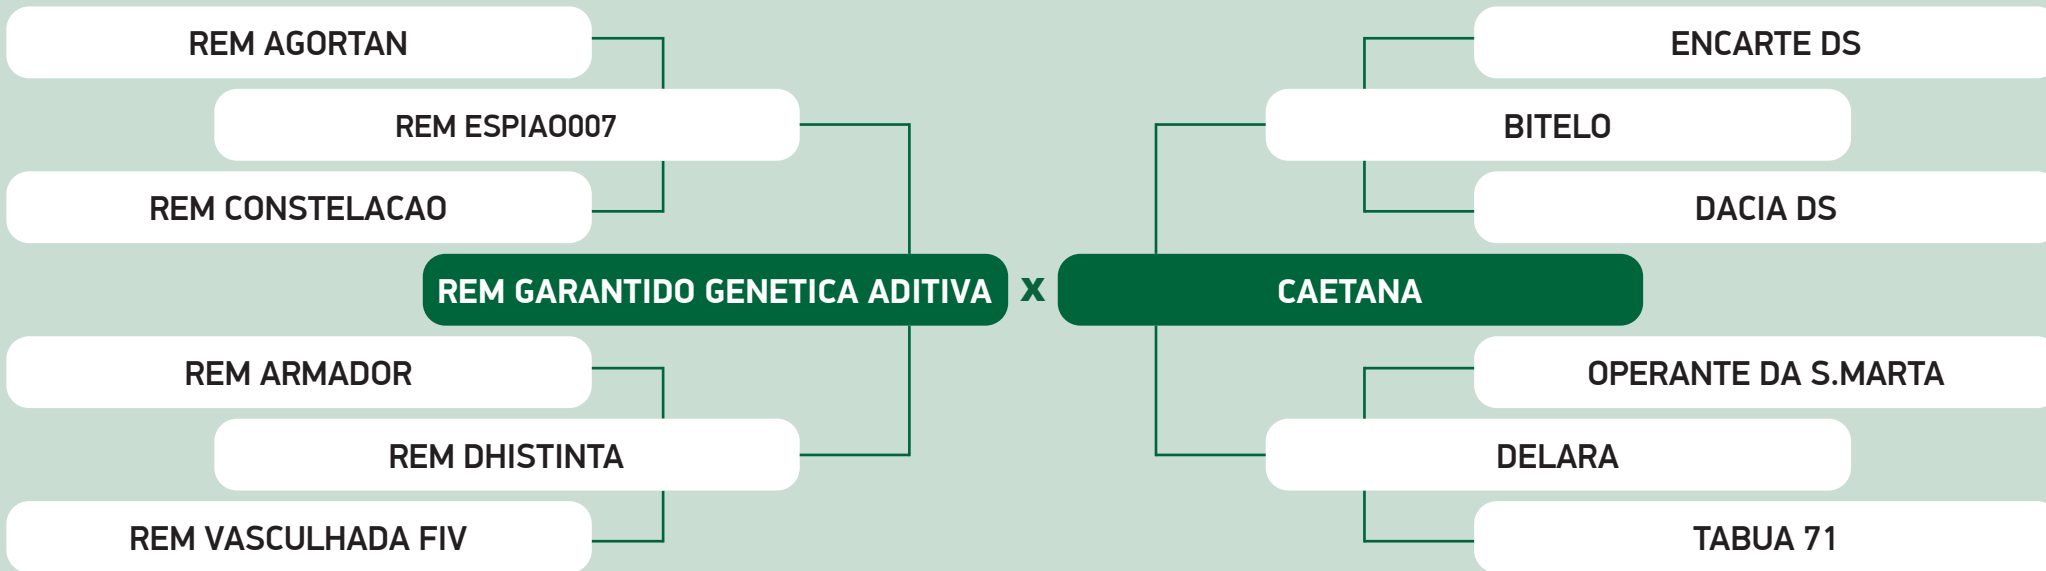 REM AGORTAN
REM ESPIAO007
REM CONSTELACAO
REM GARANTIDO GENETICA ADITIVA
REM ARMADOR
REM DHISTINTA
REM VASCULHADA FIV
x
ENCARTE DS
BITELO
DACIA DS
CAETANA
OPERANTE DA S.MARTA
DELARA
TABUA 71